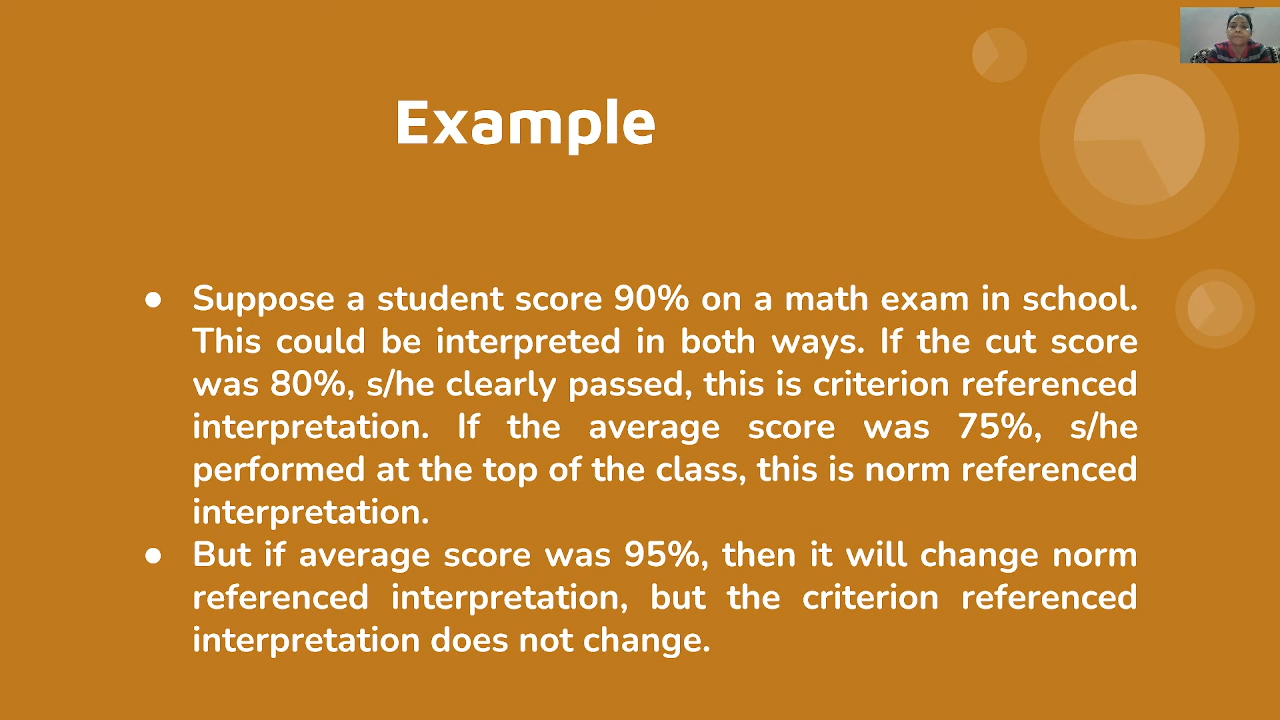 Example
● Suppose a student score 90% on a math exam in school.
This could be interpreted in both ways. If the cut score
was 80%, s/he clearly passed, this is criterion referenced
interpretation. If the average score was 75%, s/he
performed at the top of the class, this is norm referenced
interpretation.
● But if average score was 95%, then it will change norm
referenced interpretation, but the criterion referenced
interpretation does not change.